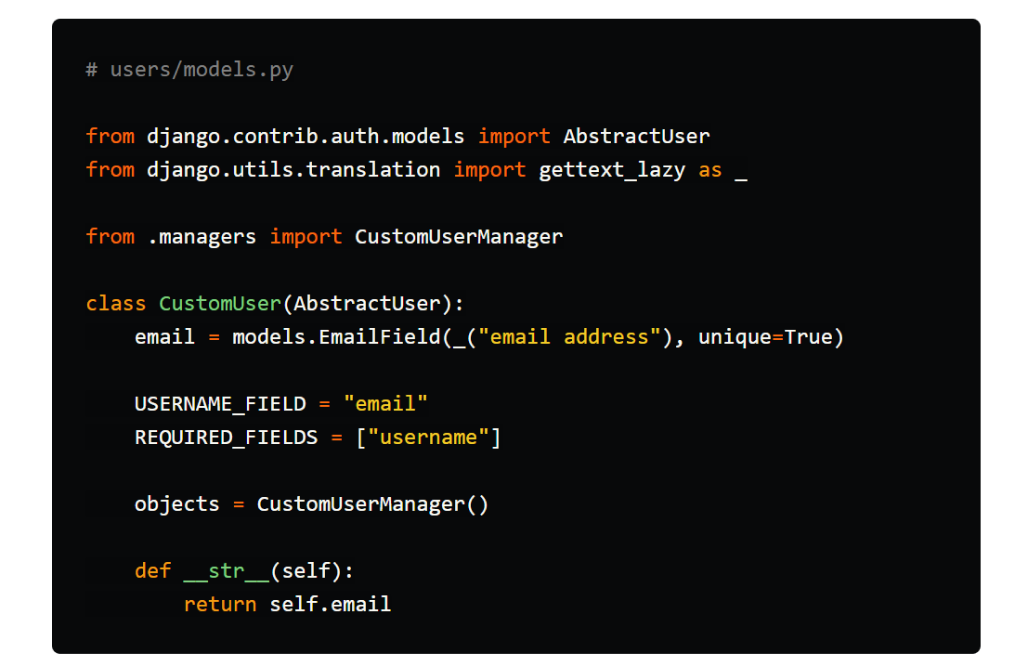 # users/models.py
from django.contrib.auth.models import AbstractUser
from django.utils.translation import gettext_lazy as _
from .managers import CustomUserManager
class CustomUser(AbstractUser):
    email = models.EmailField(_("email address"), unique=True)
    USERNAME_FIELD = "email"
    REQUIRED_FIELDS = ["username"]
    objects = CustomUserManager()
    def __str__(self):
        return self.email